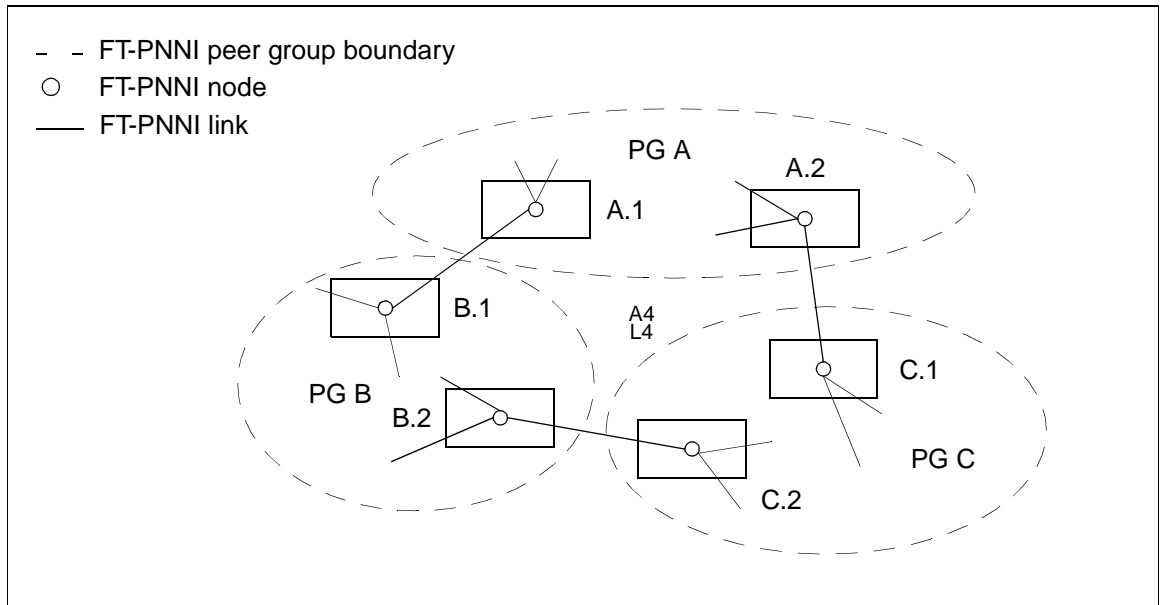 FT-PNNI peer group boundary
FT-PNNI node
FT-PNNI link
PG A
A.2
A.1
B.1
A4
L4
C.1
PG B
B.2
PG C
C.2